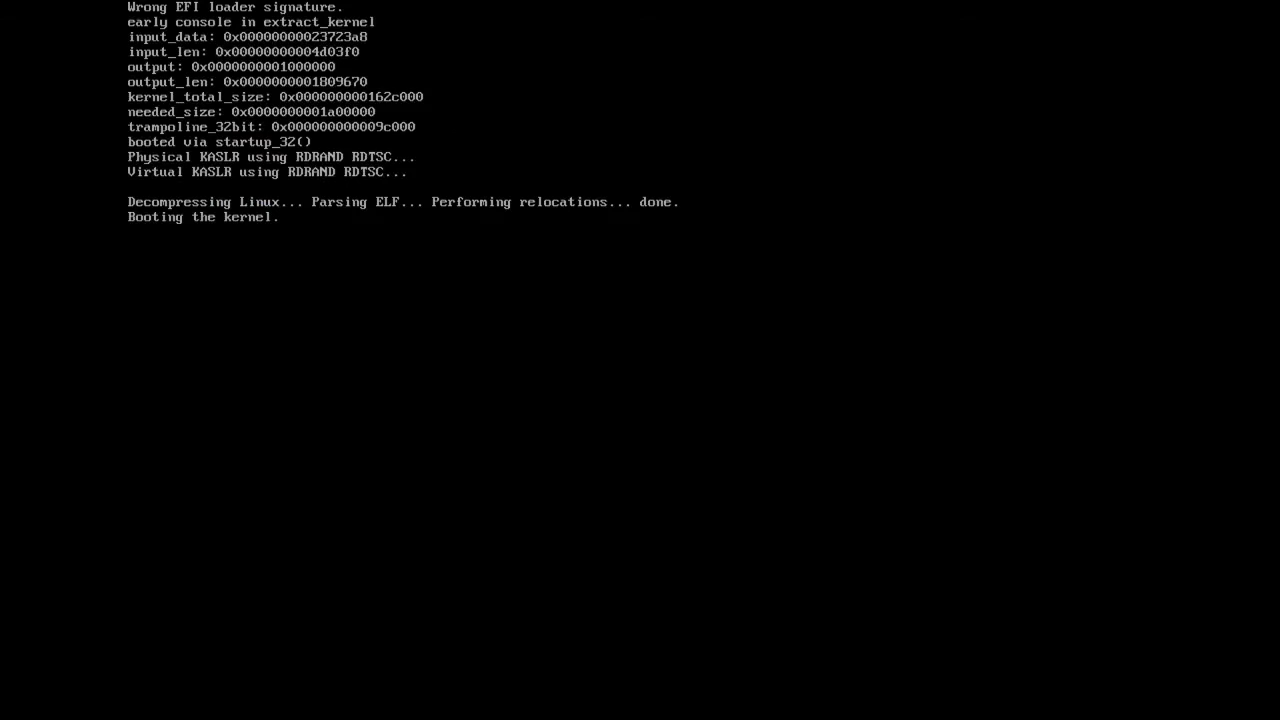 Wrong EFI loader signature.
early console in extract_kernel
input_data: 0x00000000023723a8
input_len: 0x00000000004d03f0
output: 0x0000000001000000
output_len: 0x0000000001809670
kernel_total_size: 0x000000000162c000
needed_size: 0x0000000001a00000
trampoline_32bit: 0x000000000009c000
booted via startup_32()
Physical KASLR using RDRAND RDTSC...
Virtual KASLR using RDRAND RDTSC...
Decompressing Linux... Parsing ELF... Performing relocations... done.
Booting the kernel.